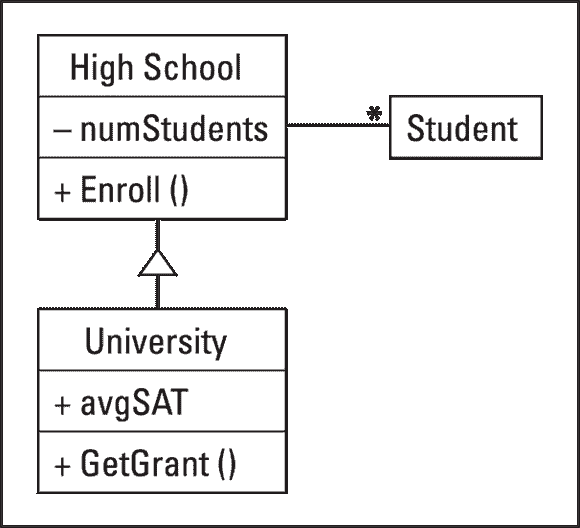 High School
– numStudents
+ Enroll ()
*
Student
University
+ avgSAT
+ GetGrant ()